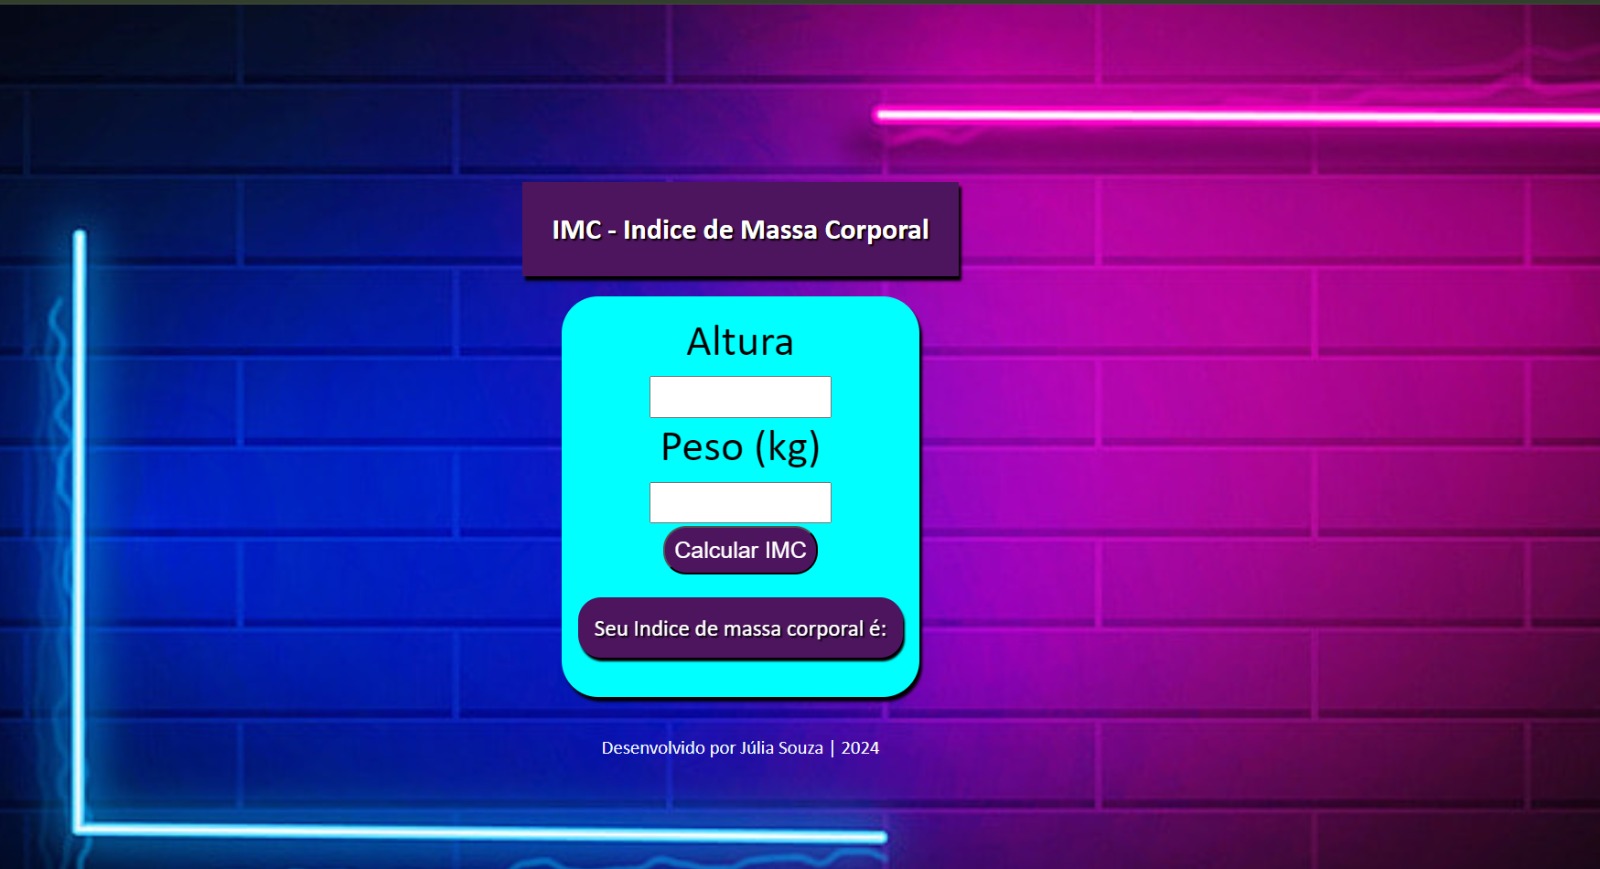 IMC - Indice de Massa Corporal
Altura
Peso (kg)
Calcular IMC
Seu Indice de massa corporal é:
Desenvolvido por Júlia Souza | 2024